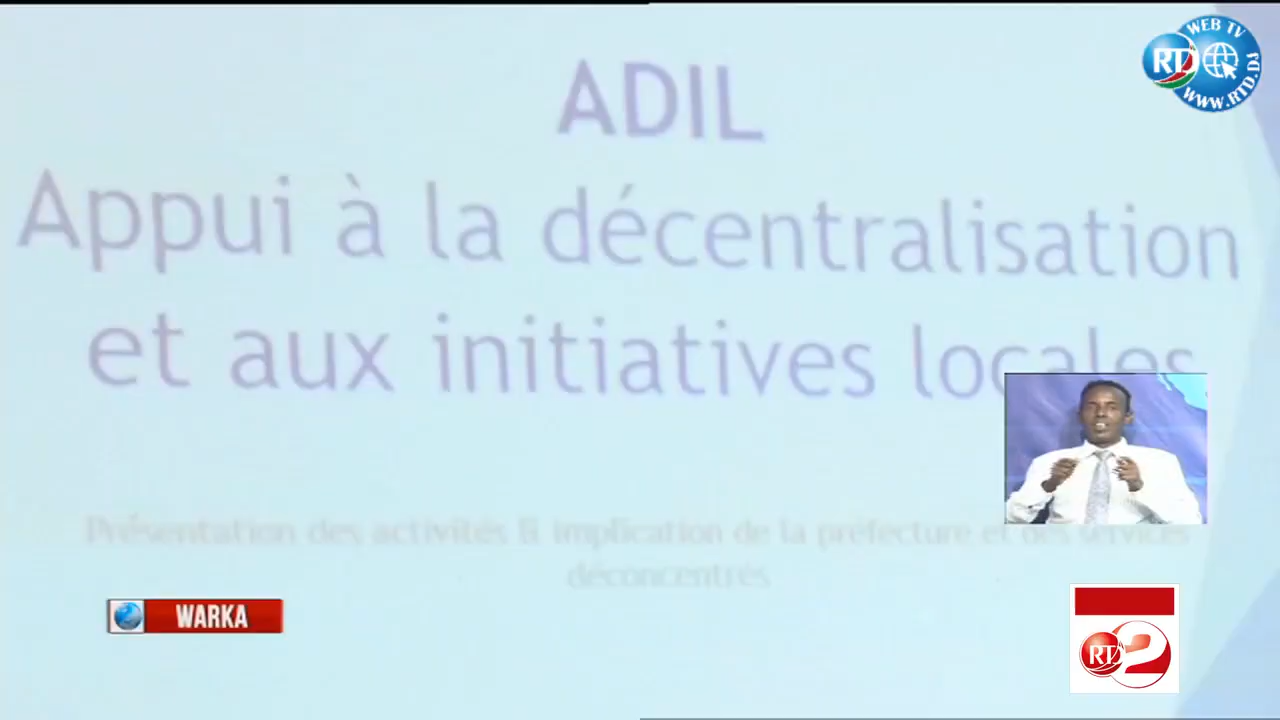 WEB TV
RTD
WWW.RTD.DJ
ADIL
Appui à la décentralisation
et aux initiatives locales
Présentation des activités & implication de la préfecture et des services
déconcentrés
WARKA
RTD 2